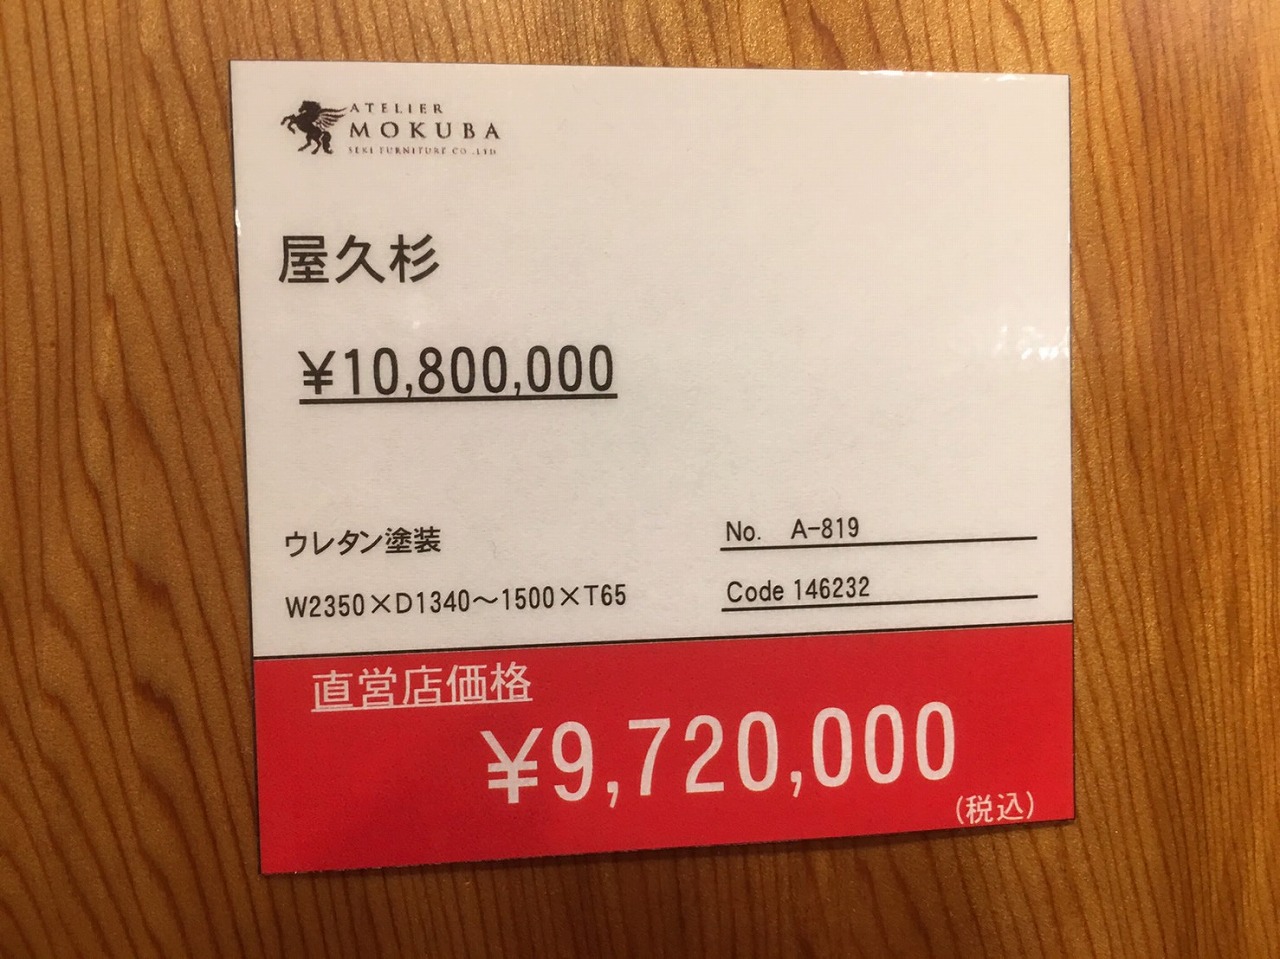 ATELIER
MOKUBA
SEKI FURNITURE CO.,LTD.
屋久杉
¥10,800,000
ウレタン塗装
W2350×D1340～1500×T65
No. A-819
Code 146232
直営店価格
¥9,720,000
(税込)